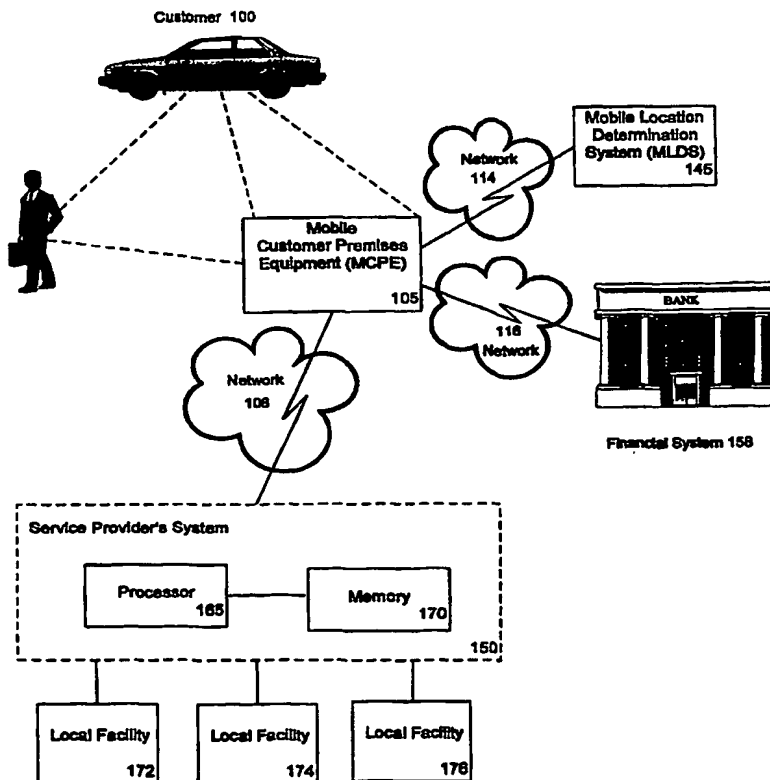 Customer 100
Mobile Location
Determination
System (MLDS)
145
Network
114
Mobile
Customer Premises
Equipment (MCPE)
105
116
Network
BANK
Network
106
Financial System 158
Service Provider's System
Processor
165
Memory
170
150
Local Facility
172
Local Facility
174
Local Facility
176